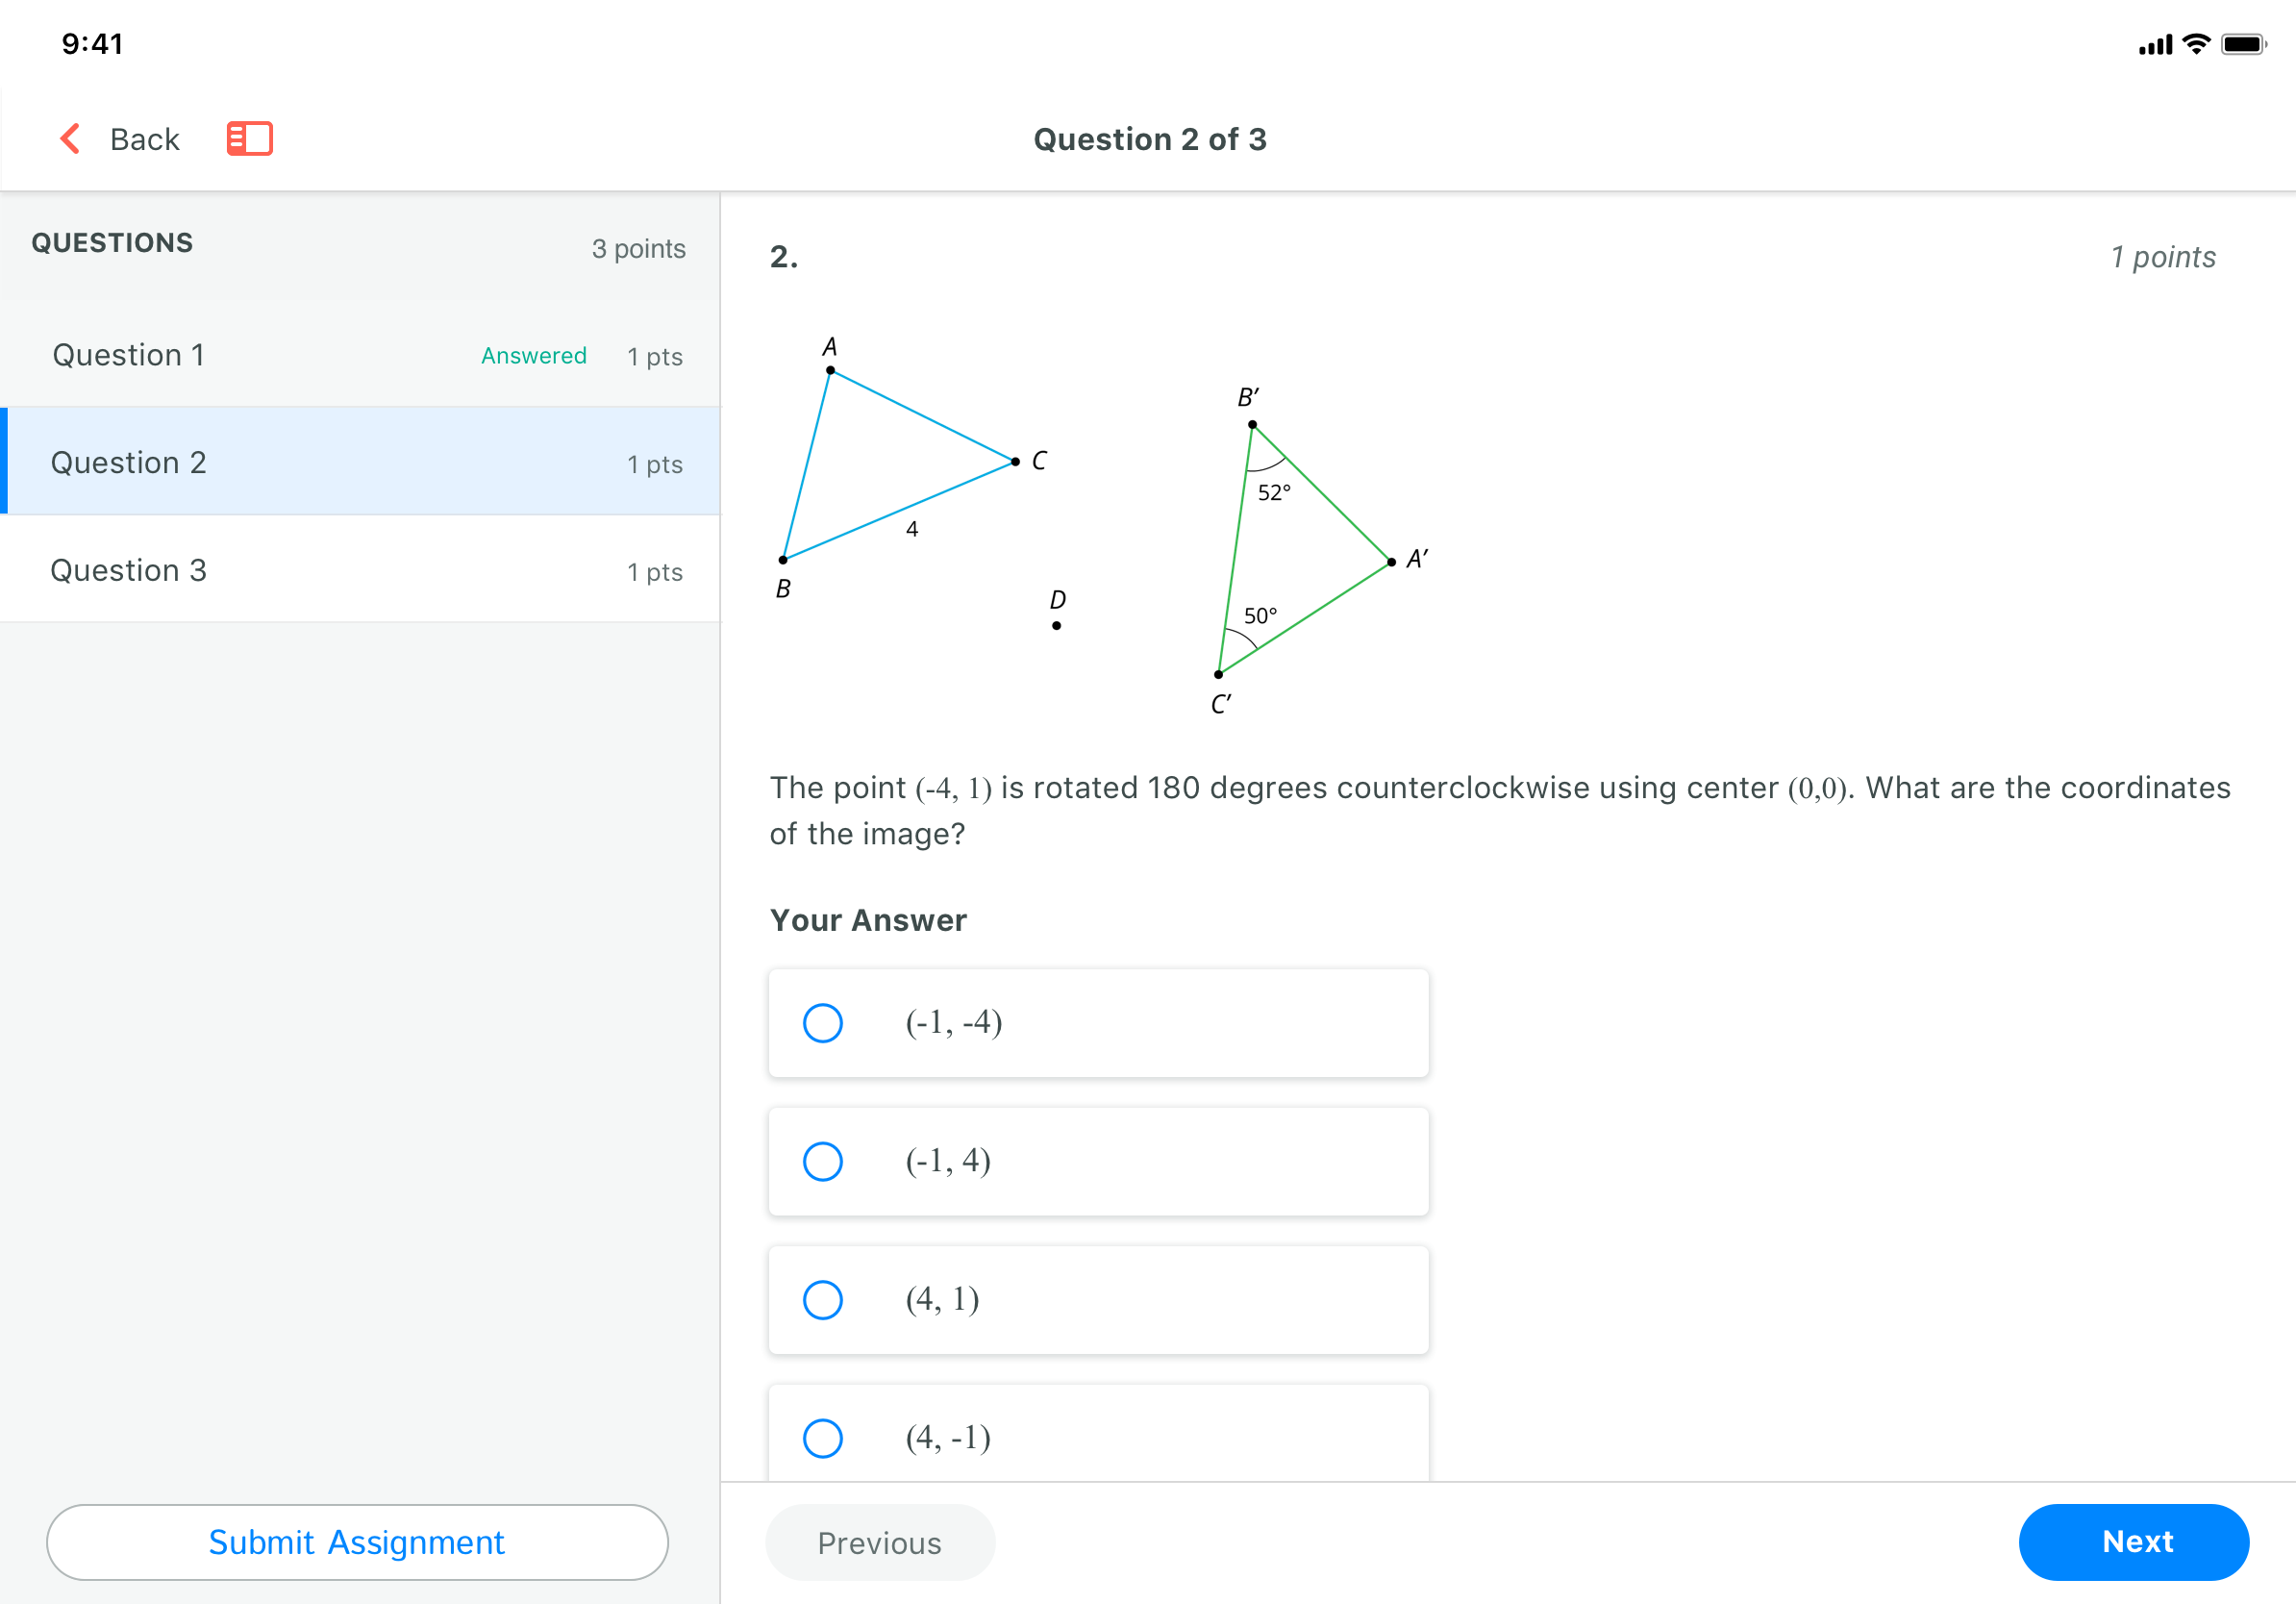 9:41
Back
Question 2 of 3
QUESTIONS 3 points
Question 1 Answered 1 pts
Question 2 1 pts
Question 3 1 pts
Submit Assignment
2. 1 points
A
B′
C
52°
4
A′
B
D
50°
C′
The point (-4, 1) is rotated 180 degrees counterclockwise using center (0,0). What are the coordinates
of the image?
Your Answer
(-1, -4)
(-1, 4)
(4, 1)
(4, -1)
Previous
Next